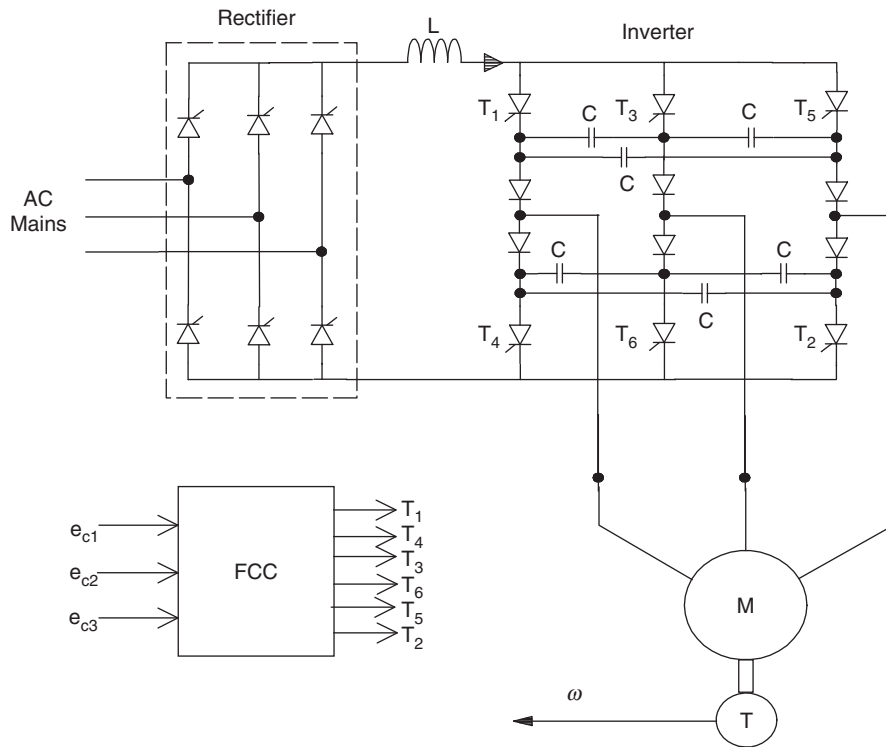 Rectifier
L
Inverter
T1
T3
T5
C
C
C
AC
Mains
C
C
C
T4
T6
T2
ec1
ec2
ec3
FCC
T1
T4
T3
T6
T5
T2
M
T
ω